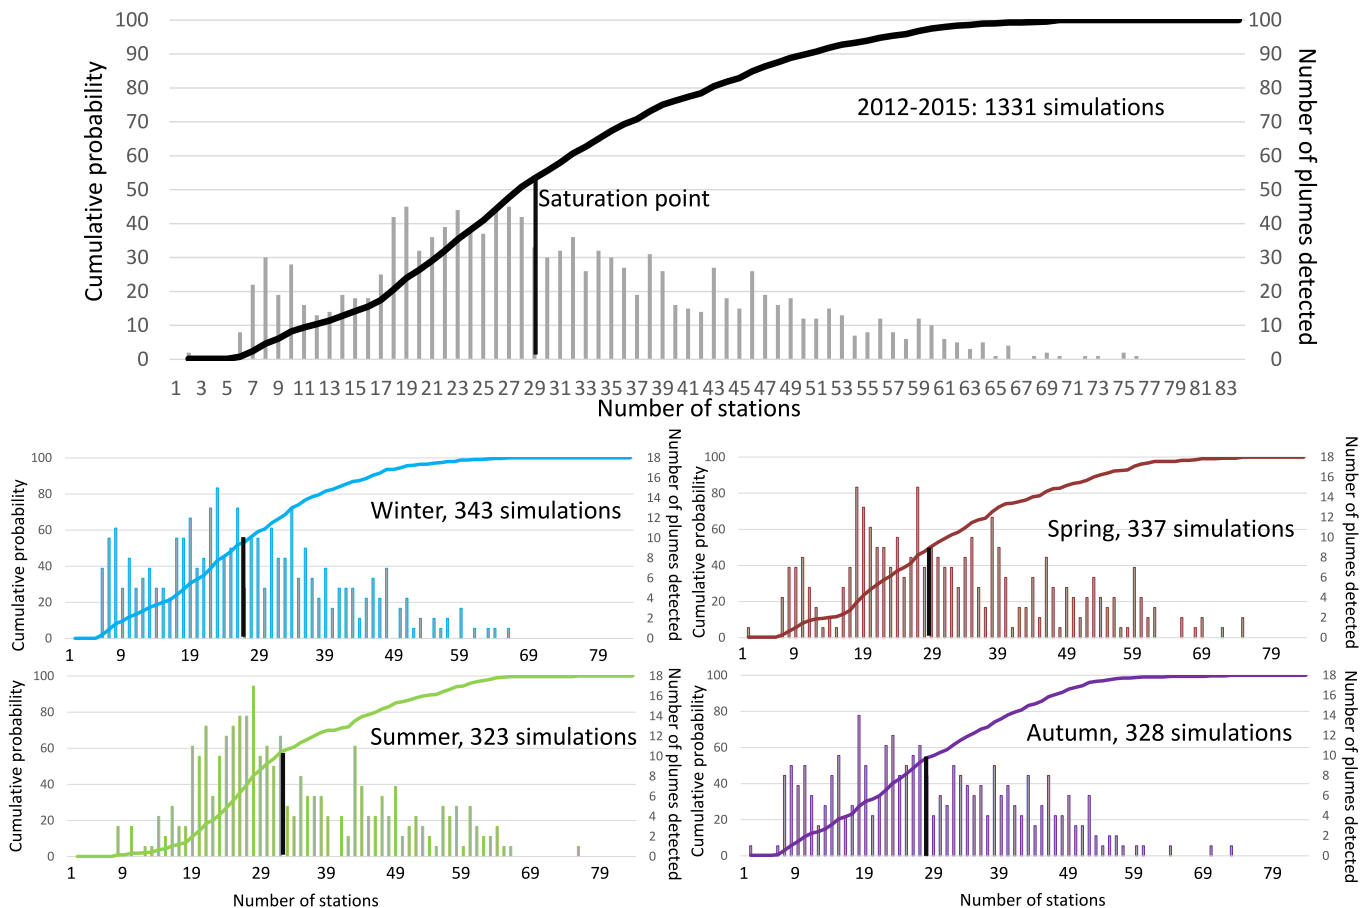 100 100
90 90
80 80
70 70
60 60
50 50
40 40
30 30
20 20
10 10
0 0
Cumulative probability
Number of plumes detected
2012-2015: 1331 simulations
Saturation point
1 3 5 7 9 11 13 15 17 19 21 23 25 27 29 31 33 35 37 39 41 43 45 47 49 51 53 55 57 59 61 63 65 67 69 71 73 75 77 79 81 83
Number of stations
Cumulative probability
100 80 60 40 20 0
Winter, 343 simulations
18 16 14 12 10 8 6 4 2 0
Number of plumes detected
1 9 19 29 39 49 59 79
Cumulative probability
100 80 60 40 20 0
Spring, 337 simulations
18 16 14 12 10 8 6 4 2 0
Number of plumes detected
1 9 19 29 39 49 59 79
Cumulative probability
100 80 60 40 20 0
Summer, 323 simulations
18 16 14 12 10 8 6 4 2 0
Number of plumes detected
1 9 19 29 39 49 59 79
Number of stations
Cumulative probability
100 80 60 40 20 0
Autumn, 328 simulations
18 16 14 12 10 8 6 4 2 0
Number of plumes detected
1 9 19 29 39 49 59 79
Number of stations